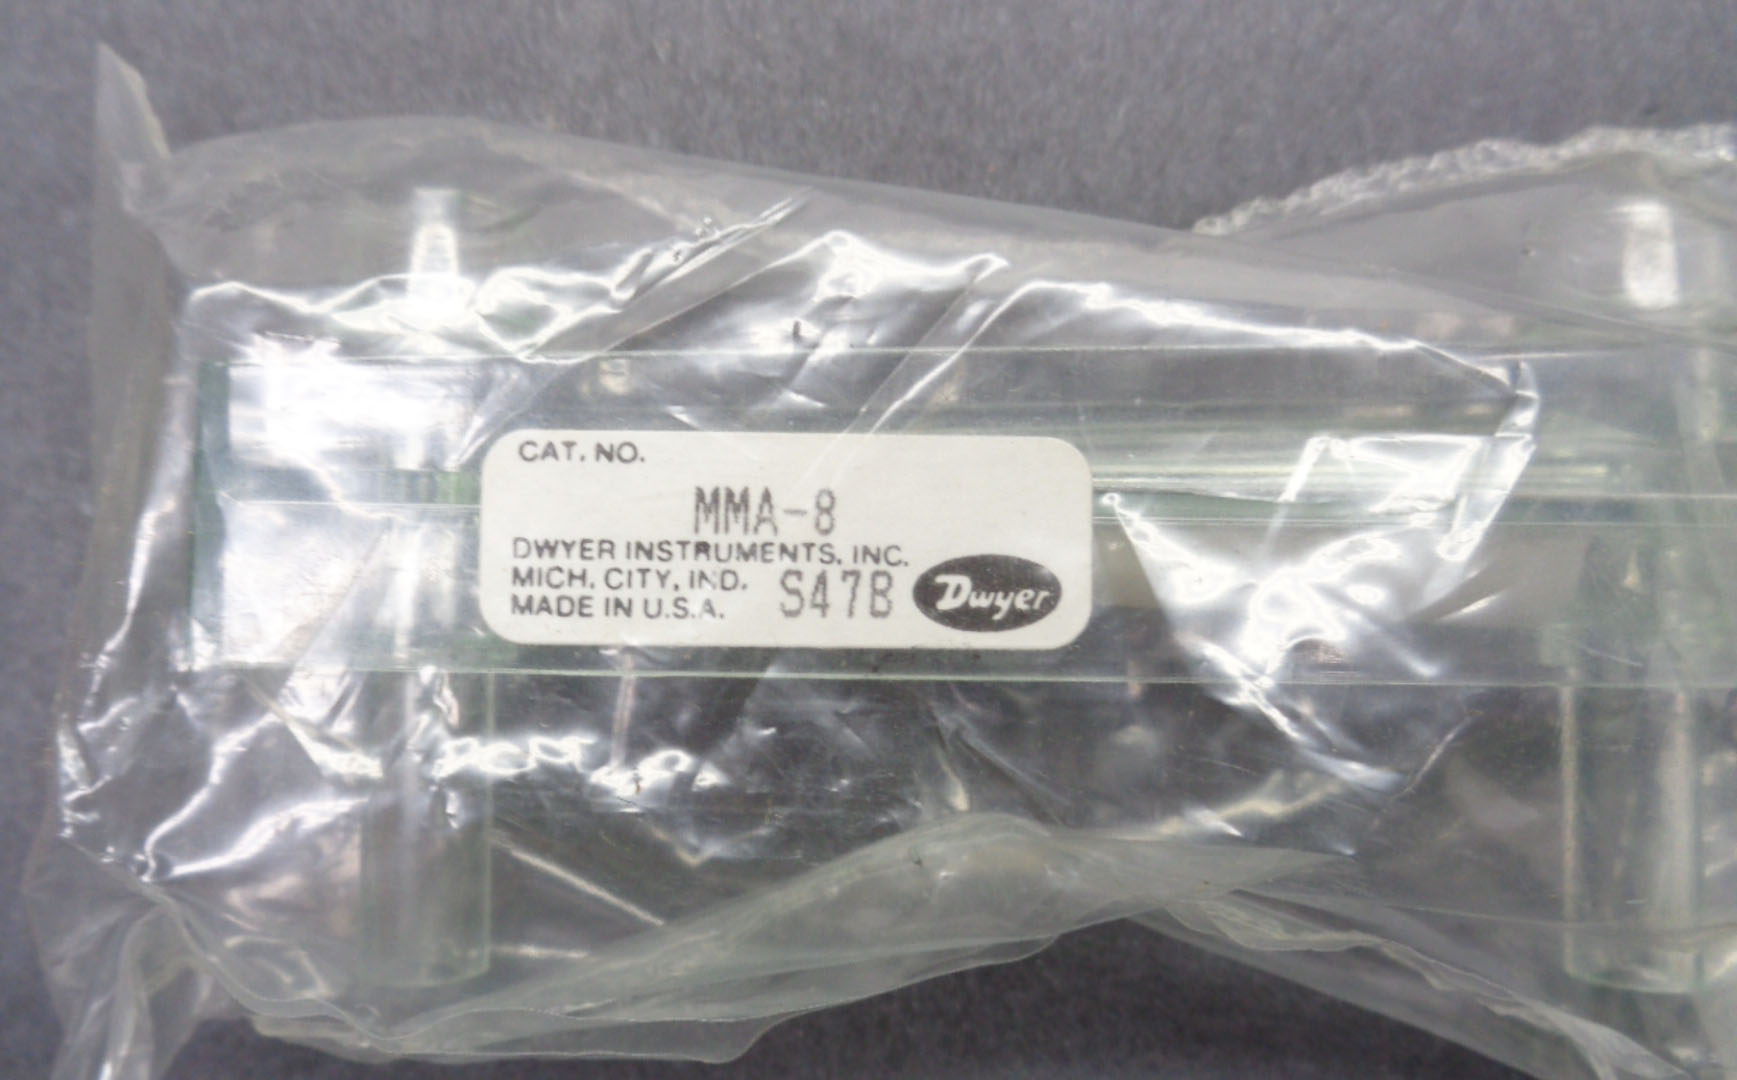 CAT. NO.
MMA-8
DWYER INSTRUMENTS, INC.
MICH. CITY, IND. S47B
MADE IN U.S.A.
Dwyer